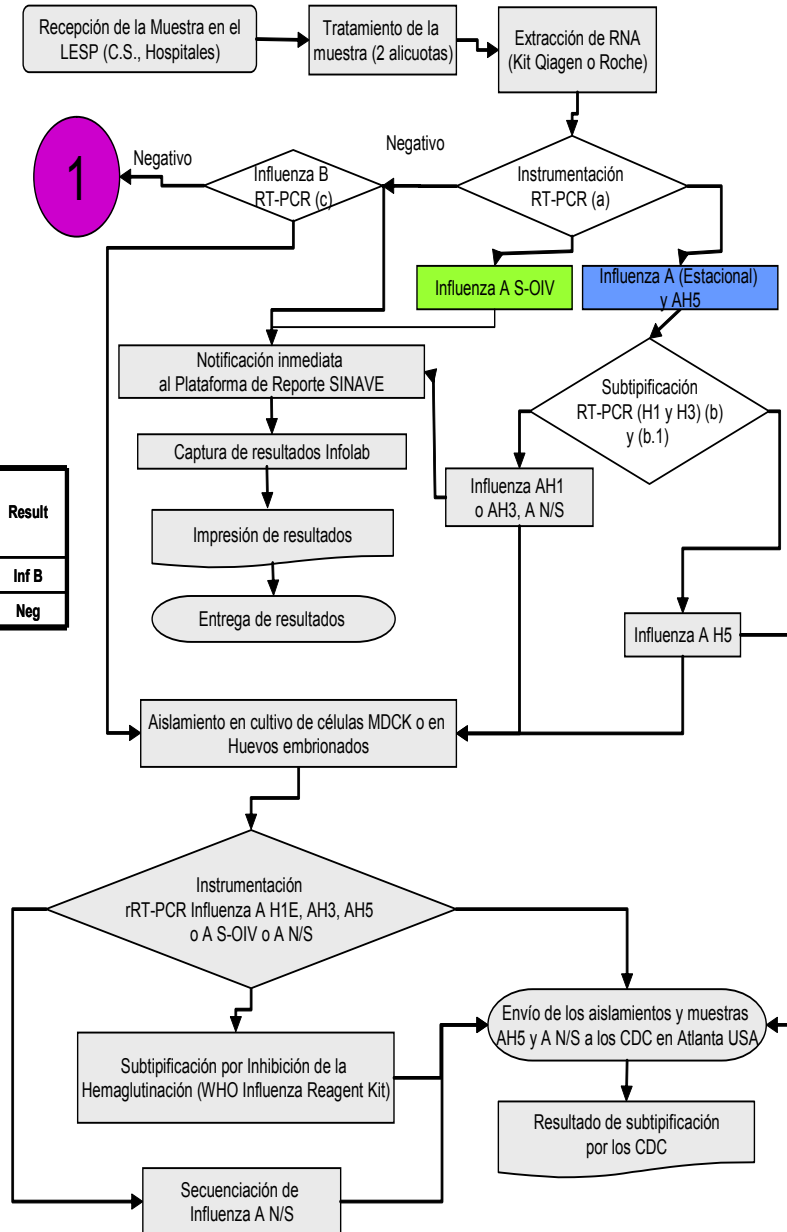 Recepción de la Muestra en el
LESP (C.S., Hospitales)
Tratamiento de la
muestra (2 alicuotas)
Extracción de RNA
(Kit Qiagen o Roche)
1
Negativo
Influenza B
RT-PCR (c)
Negativo
Instrumentación
RT-PCR (a)
Influenza A S-OIV
Influenza A (Estacional)
y AH5
Notificación inmediata
al Plataforma de Reporte SINAVE
Subtipificación
RT-PCR (H1 y H3) (b)
y (b.1)
Captura de resultados Infolab
Influenza AH1
o AH3, A N/S
Result
Inf B
Neg
Impresión de resultados
Entrega de resultados
Influenza A H5
Aislamiento en cultivo de células MDCK o en
Huevos embrionados
Instrumentación
rRT-PCR Influenza A H1E, AH3, AH5
o A S-OIV o A N/S
Envío de los aislamientos y muestras
AH5 y A N/S a los CDC en Atlanta USA
Subtipificación por Inhibición de la
Hemaglutinación (WHO Influenza Reagent Kit)
Resultado de subtipificación
por los CDC
Secuenciación de
Influenza A N/S